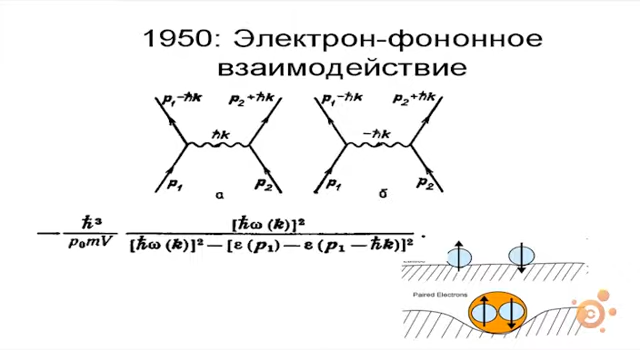 1950: Электрон-фононное
взаимодействие
p₁−ħk p₂+ħk p₁−ħk p₂+ħk
ħk −ħk
p₁ p₂ p₁ p₂
а б
− ħ³/p₀mV [ħω(k)]²/[ħω(k)]²−[ε(p₁)−ε(p₁−ħk)]² .
Paired Electrons